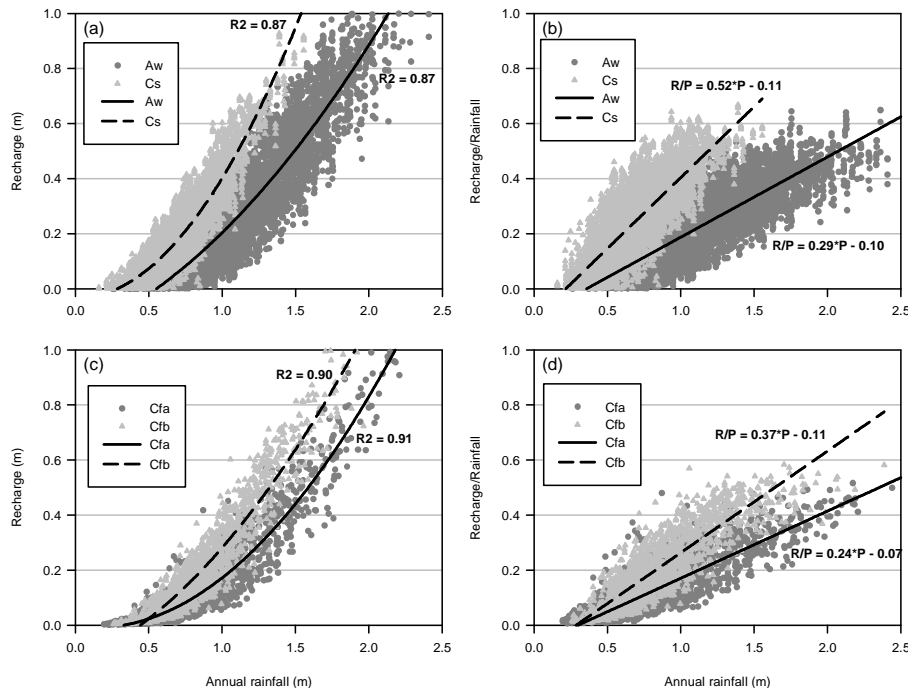 (a)
R2 = 0.87
R2 = 0.87
Aw
Cs
Aw
Cs
Recharge (m)
1.0
0.8
0.6
0.4
0.2
0.0
0.0 0.5 1.0 1.5 2.0 2.5
(b)
R/P = 0.52*P - 0.11
R/P = 0.29*P - 0.10
Aw
Cs
Aw
Cs
Recharge/Rainfall
1.0
0.8
0.6
0.4
0.2
0.0
0.0 0.5 1.0 1.5 2.0 2.5
(c)
R2 = 0.90
R2 = 0.91
Cfa
Cfb
Cfa
Cfb
Recharge (m)
1.0
0.8
0.6
0.4
0.2
0.0
0.0 0.5 1.0 1.5 2.0 2.5
Annual rainfall (m)
(d)
R/P = 0.37*P - 0.11
R/P = 0.24*P - 0.07
Cfa
Cfb
Cfa
Cfb
Recharge/Rainfall
1.0
0.8
0.6
0.4
0.2
0.0
0.0 0.5 1.0 1.5 2.0 2.5
Annual rainfall (m)